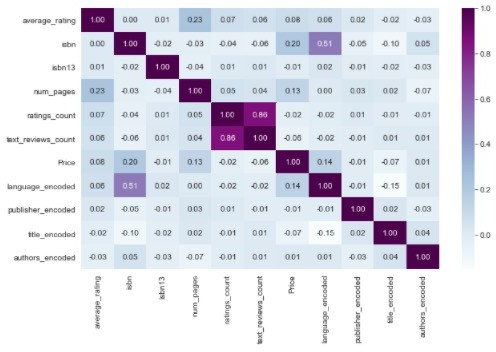 average_rating 1.00 0.00 0.01 0.23 0.07 0.06 0.08 0.06 0.02 -0.02 -0.03
isbn 0.00 1.00 -0.02 -0.03 -0.04 -0.06 0.20 0.51 -0.05 -0.10 0.05
isbn13 0.01 -0.02 1.00 -0.04 0.01 0.01 -0.01 0.02 0.01 -0.02 -0.03
num_pages 0.23 -0.03 -0.04 1.00 0.05 0.04 0.13 0.00 0.03 0.02 -0.07
ratings_count 0.07 -0.04 0.01 0.05 1.00 0.86 -0.02 -0.02 0.01 0.01 -0.01
text_reviews_count 0.06 -0.06 0.01 0.04 0.86 1.00 -0.06 -0.02 -0.01 0.01 0.01
Price 0.08 0.20 -0.01 0.13 -0.02 -0.06 1.00 0.14 -0.01 -0.07 0.01
language_encoded 0.06 0.51 0.02 0.00 -0.02 -0.02 0.14 1.00 -0.01 -0.15 0.01
publisher_encoded 0.02 -0.05 -0.01 0.03 0.01 -0.01 -0.01 -0.01 1.00 0.02 -0.03
title_encoded -0.02 -0.10 -0.02 0.02 0.01 0.01 -0.07 -0.15 0.02 1.00 0.04
authors_encoded -0.03 0.05 -0.03 -0.07 -0.01 0.01 0.01 0.01 -0.03 0.04 1.00
average_rating
isbn
isbn13
num_pages
ratings_count
text_reviews_count
Price
language_encoded
publisher_encoded
title_encoded
authors_encoded
1.0
0.8
0.6
0.4
0.2
0.0